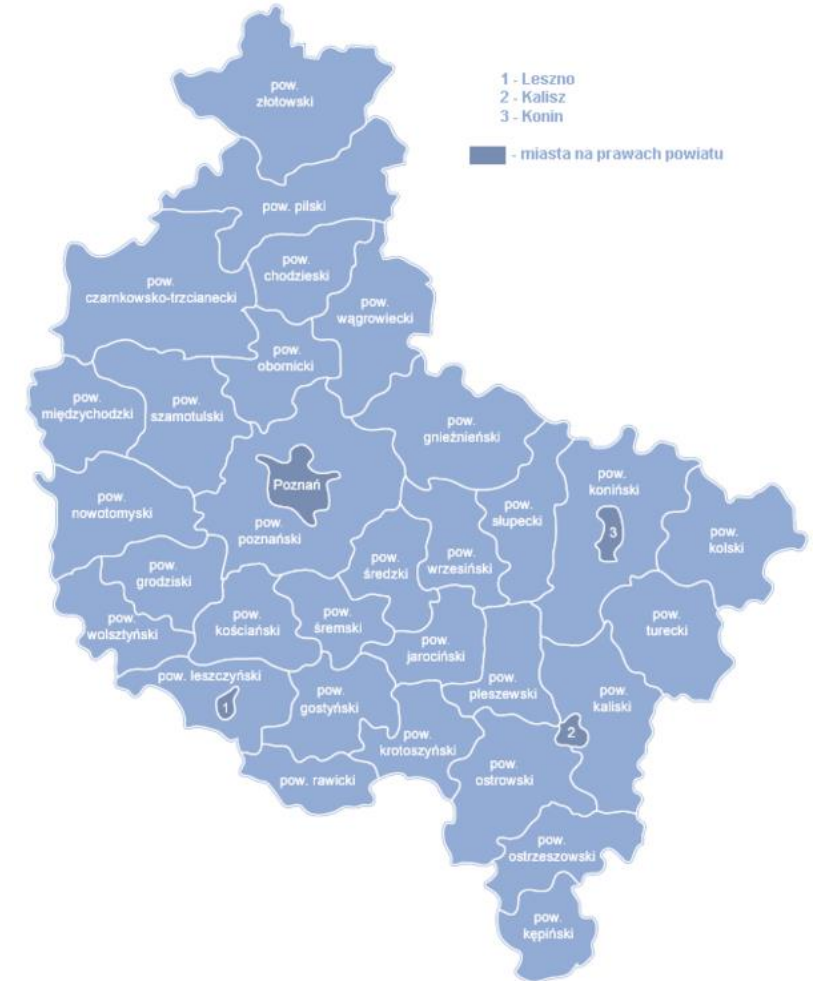 pow.
złotowski
1 - Leszno
2 - Kalisz
3 - Konin
- miasta na prawach powiatu
pow. pilski
pow.
chodzieski
pow.
czarnkowsko-trzcianecki
pow.
wągrowiecki
pow.
obornicki
pow.
międzychodzki
pow.
szamotulski
pow.
gnieźnieński
pow.
koniński
Poznań
pow.
nowotomyski
pow.
słupecki
pow.
poznański
3
pow.
kolski
pow.
średzki
pow.
wrzesiński
pow.
grodziski
pow.
wolsztyński
pow.
kościański
pow.
śremski
pow.
turecki
pow.
jarociński
pow. leszczyński
pow.
pleszewski
pow.
gostyński
pow.
kaliski
1
2
pow.
krotoszyński
pow. rawicki
pow.
ostrowski
pow.
ostrzeszowski
pow.
kępiński